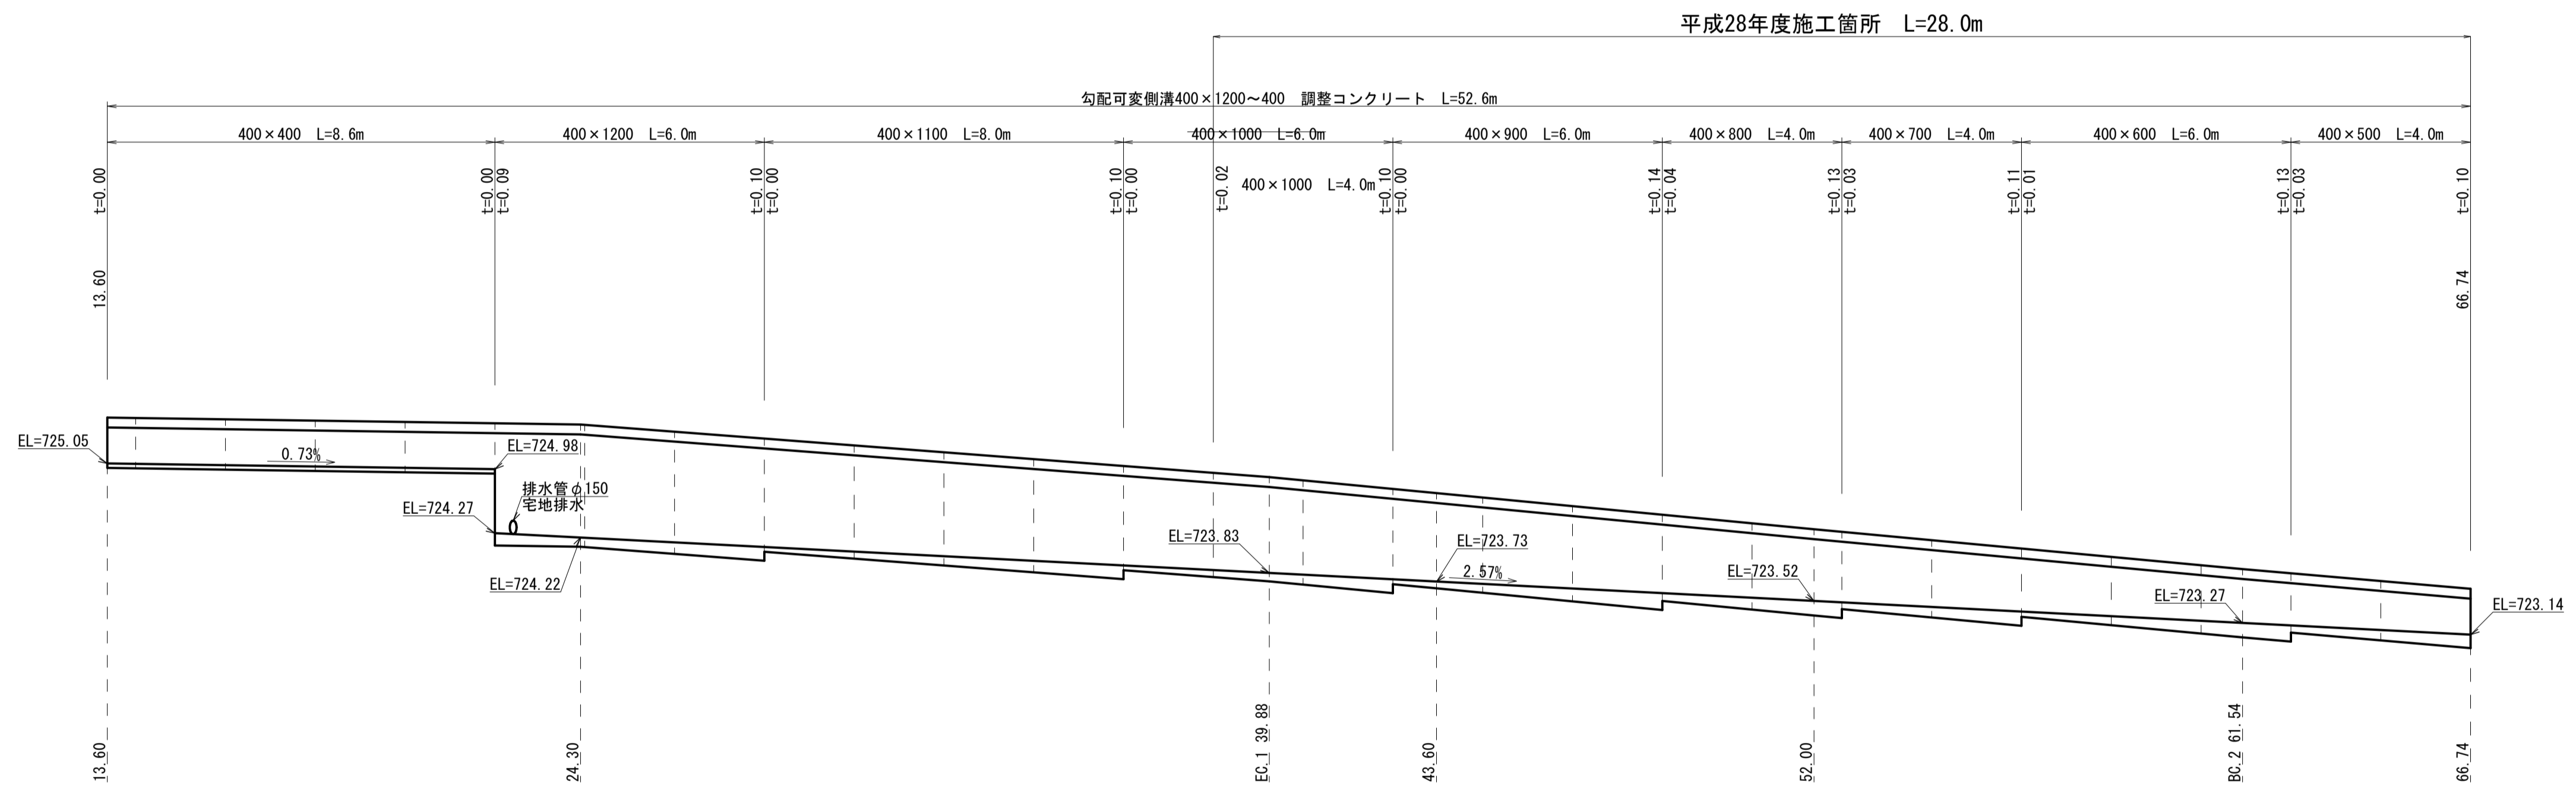 平成28年度施工箇所　L=28.0m
勾配可変側溝400×1200～400　調整コンクリート　L=52.6m
400×400　L=8.6m
400×1200　L=6.0m
400×1100　L=8.0m
400×1000　L=6.0m
400×900　L=6.0m
400×800　L=4.0m
400×700　L=4.0m
400×600　L=6.0m
400×500　L=4.0m
400×1000　L=4.0m
t=0.00
t=0.00
t=0.09
t=0.10
t=0.00
t=0.10
t=0.00
t=0.02
t=0.10
t=0.00
t=0.14
t=0.04
t=0.13
t=0.03
t=0.11
t=0.01
t=0.13
t=0.03
t=0.10
13.60
66.74
EL=725.05
0.73%
EL=724.98
排水管φ150
宅地排水
EL=724.27
EL=724.22
EL=723.83
EL=723.73
2.57%
EL=723.52
EL=723.27
EL=723.14
13.60
24.30
EC.1 39.88
43.60
52.00
BC.2 61.54
66.74